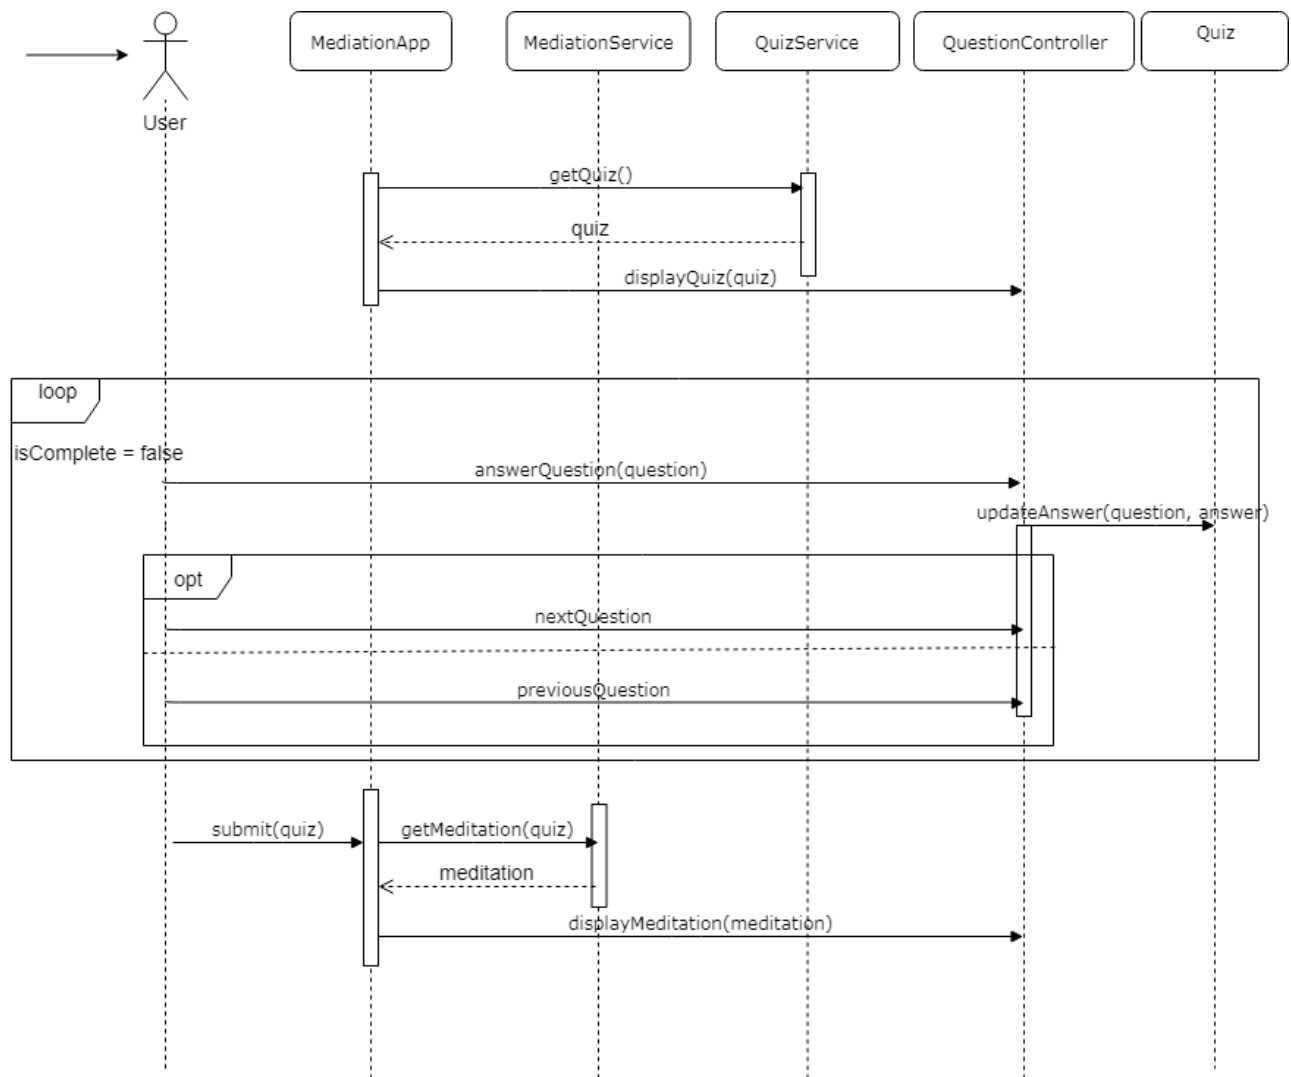 MediationApp
MediationService
QuizService
QuestionController
Quiz
User
getQuiz()
quiz
displayQuiz(quiz)
loop
isComplete = false
answerQuestion(question)
updateAnswer(question, answer)
opt
nextQuestion
previousQuestion
submit(quiz)
getMeditation(quiz)
meditation
displayMeditation(meditation)